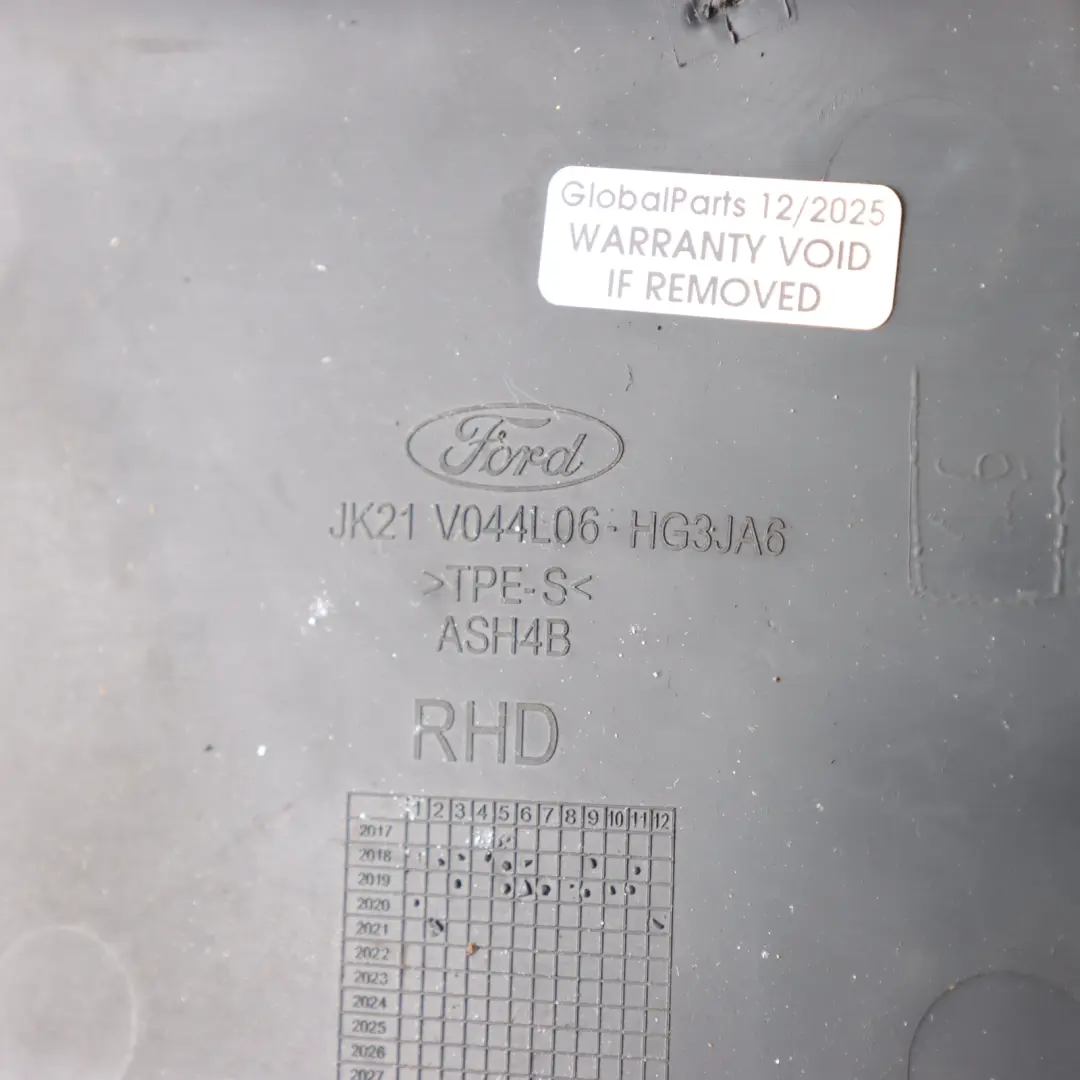 GlobalParts 12/2025
WARRANTY VOID
IF REMOVED
Ford
JK21 V044L06-HG3JA6
>TPE-S<
ASH4B
RHD
1 2 3 4 5 6 7 8 9 10 11 12
2017
2018
2019
2020
2021
2022
2023
2024
2025
2026
2027